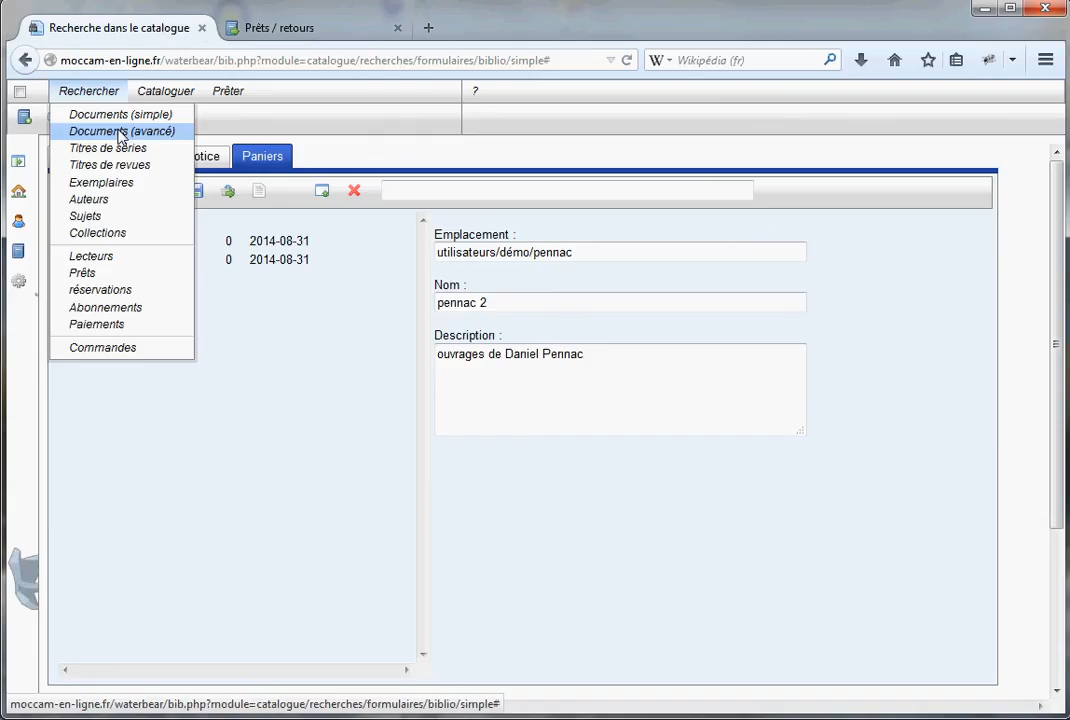 Recherche dans le catalogue
Prêts / retours
moccam-en-ligne.fr/waterbear/bib.php?module=catalogue/recherches/formulaires/biblio/simple#
W
Wikipédia (fr)
Rechercher
Cataloguer
Prêter
?
Documents (simple)
Documents (avancé)
Titres de séries
Titres de revues
Exemplaires
Auteurs
Sujets
Collections
Lecteurs
Prêts
réservations
Abonnements
Paiements
Commandes
otice
Paniers
0 2014-08-31
0 2014-08-31
Emplacement :
utilisateurs/démo/pennac
Nom :
pennac 2
Description :
ouvrages de Daniel Pennac
moccam-en-ligne.fr/waterbear/bib.php?module=catalogue/recherches/formulaires/biblio/simple#